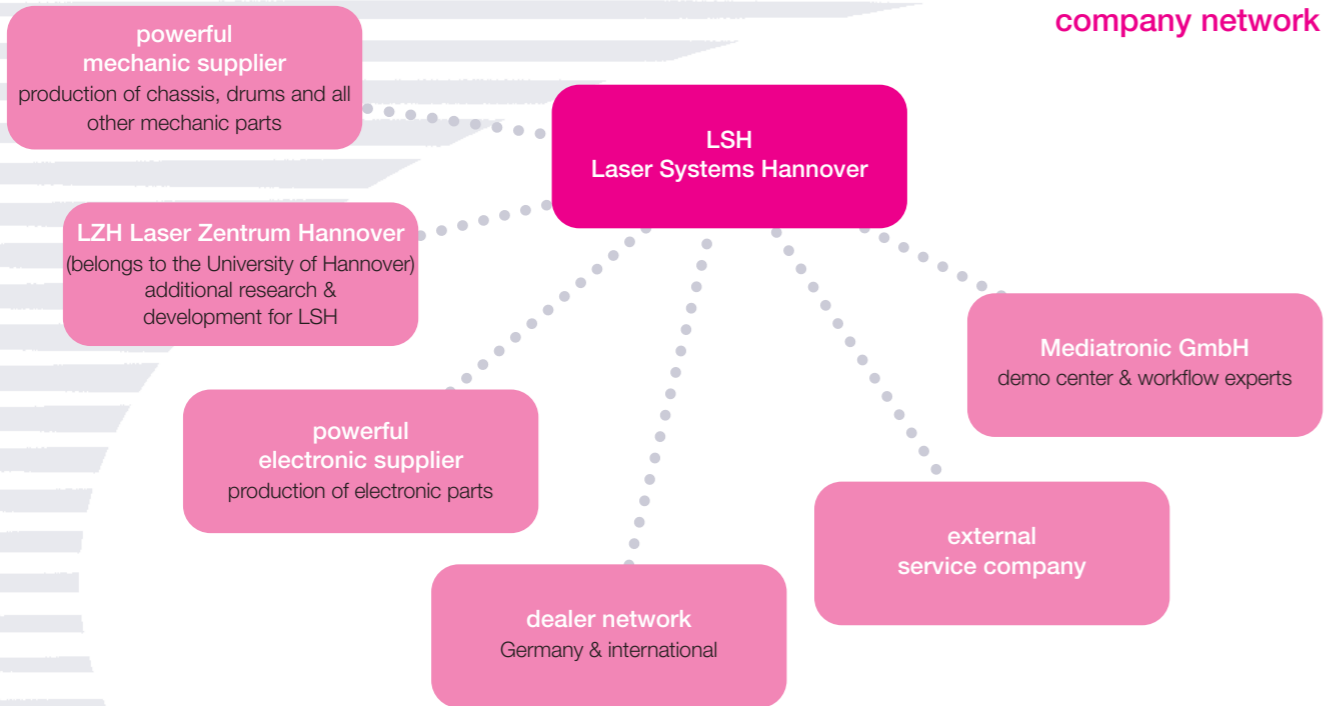 company network
powerful
mechanic supplier
production of chassis, drums and all
other mechanic parts
LSH
Laser Systems Hannover
LZH Laser Zentrum Hannover
(belongs to the University of Hannover)
additional research &
development for LSH
Mediatronic GmbH
demo center & workflow experts
powerful
electronic supplier
production of electronic parts
external
service company
dealer network
Germany & international